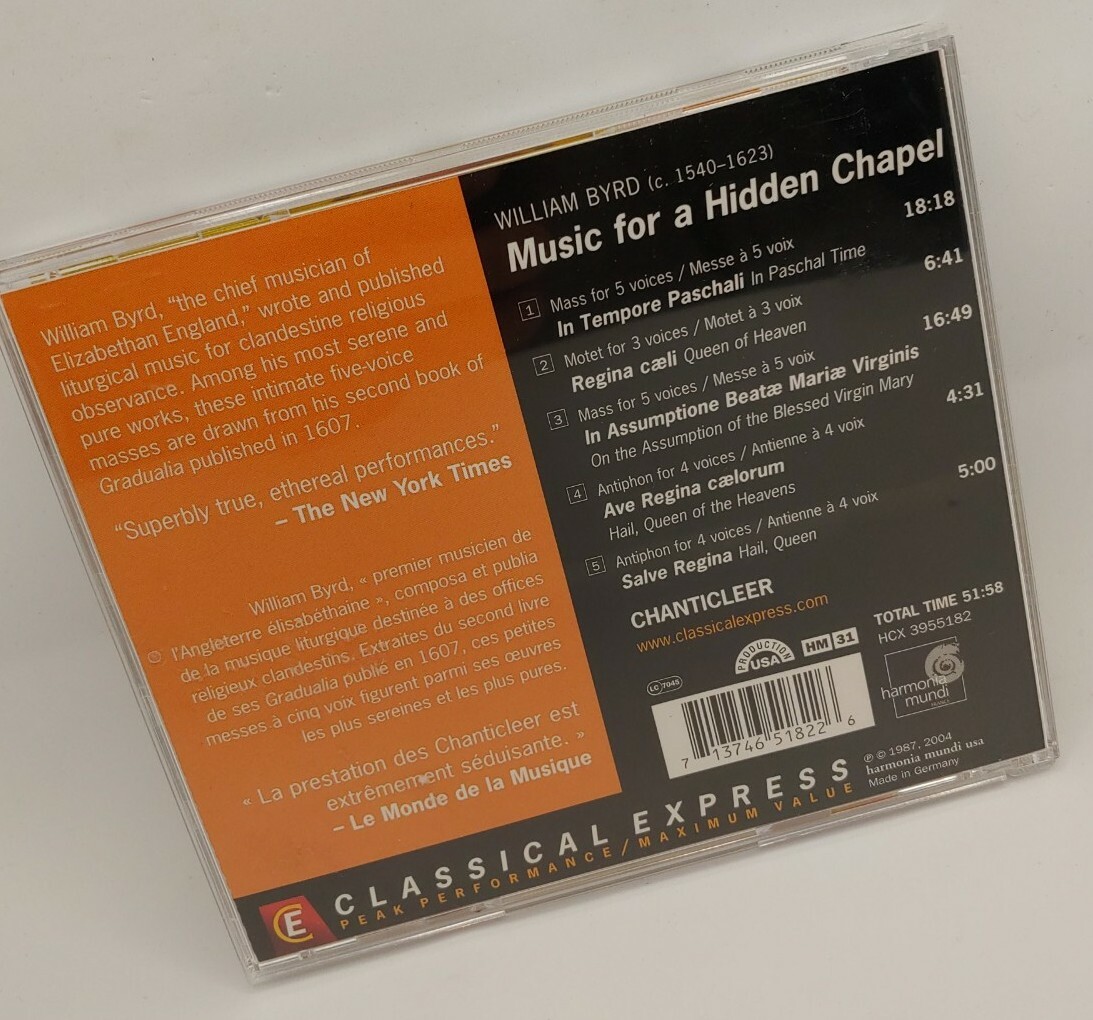 William Byrd, “the chief musician of
Elizabethan England,” wrote and published
liturgical music for clandestine religious
observance. Among his most serene and
pure works, these intimate five-voice
masses are drawn from his second book of
Gradualia published in 1607.
“Superbly true, ethereal performances.”
– The New York Times
William Byrd, « premier musicien de
l’Angleterre élisabéthaine », composa et publia
de la musique liturgique destinée à des offices
religieux clandestins. Extraites du second livre
de ses Gradualia publié en 1607, ces petites
messes à cinq voix figurent parmi ses œuvres
les plus sereines et les plus pures.
« La prestation des Chanticleer est
extrêmement séduisante. »
– Le Monde de la Musique
WILLIAM BYRD (c. 1540–1623)
Music for a Hidden Chapel
1 Mass for 5 voices / Messe à 5 voix 18:18
In Tempore Paschali In Paschal Time
2 Motet for 3 voices / Motet à 3 voix 6:41
Regina cæli Queen of Heaven
3 Mass for 5 voices / Messe à 5 voix 16:49
In Assumptione Beatæ Mariæ Virginis
On the Assumption of the Blessed Virgin Mary
4 Antiphon for 4 voices / Antienne à 4 voix 4:31
Ave Regina cælorum
Hail, Queen of the Heavens
5 Antiphon for 4 voices / Antienne à 4 voix 5:00
Salve Regina Hail, Queen
CHANTICLEER
www.classicalexpress.com
TOTAL TIME 51:58
HCX 3955182
PRODUCTION
USA
HM 31
LC 7045
harmonia
mundi
7 13746 51822 6
℗ © 1987, 2004
harmonia mundi usa
Made in Germany
CE CLASSICAL EXPRESS
PEAK PERFORMANCE/MAXIMUM VALUE